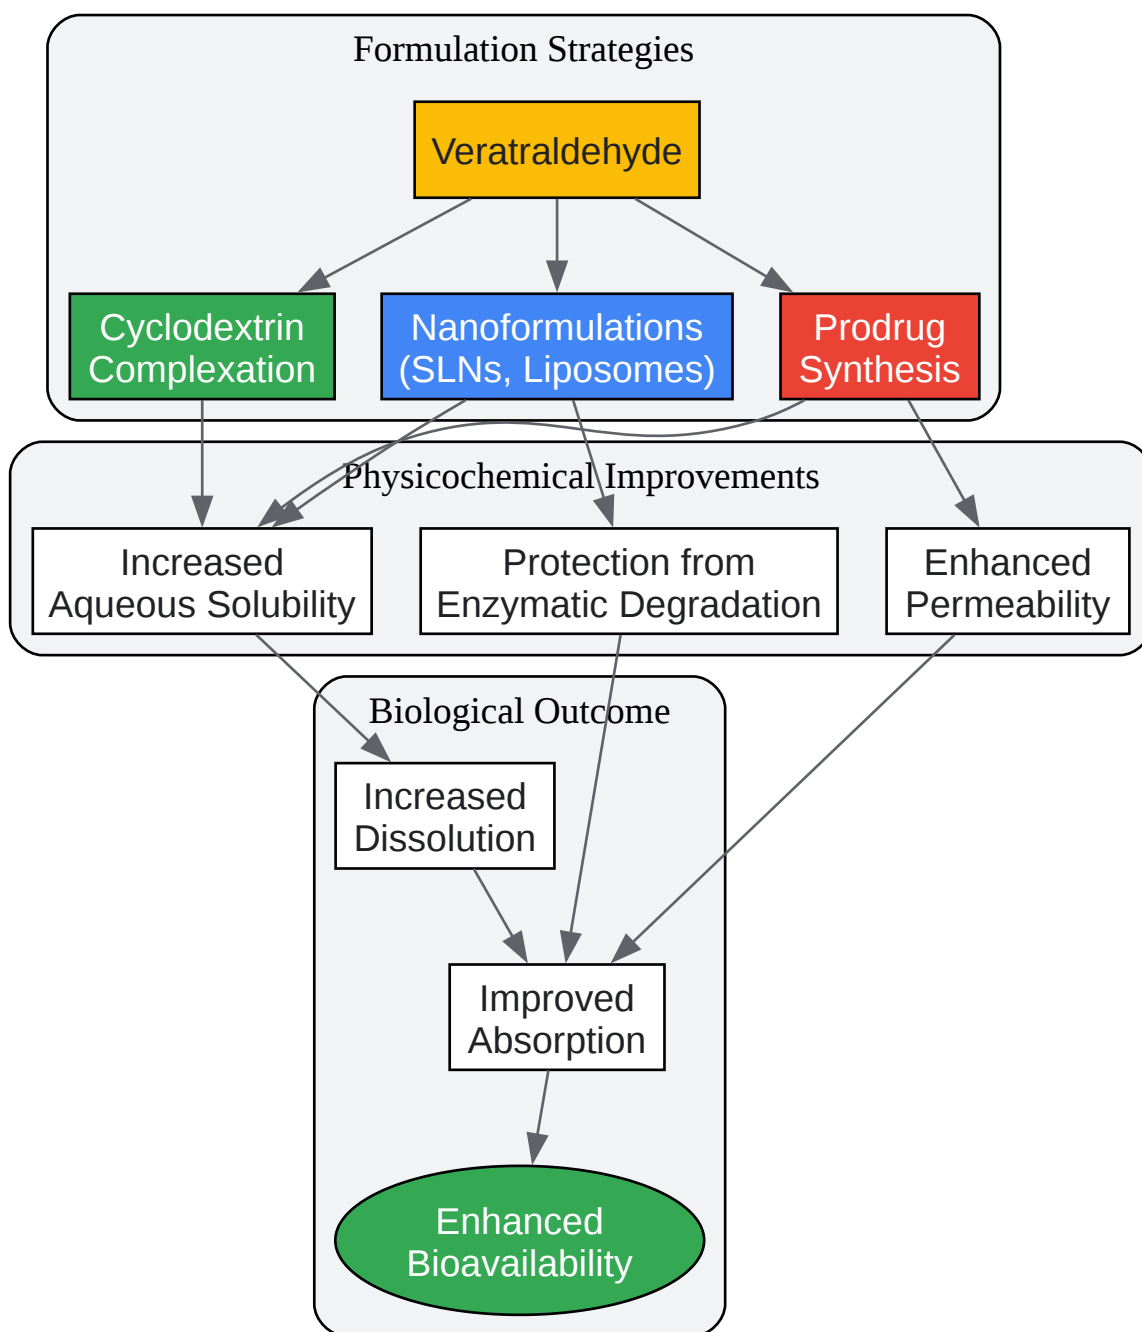 Formulation Strategies
Veratraldehyde
Cyclodextrin
Complexation
Nanoformulations
(SLNs, Liposomes)
Prodrug
Synthesis
Physicochemical Improvements
Increased
Aqueous Solubility
Protection from
Enzymatic Degradation
Enhanced
Permeability
Biological Outcome
Increased
Dissolution
Improved
Absorption
Enhanced
Bioavailability